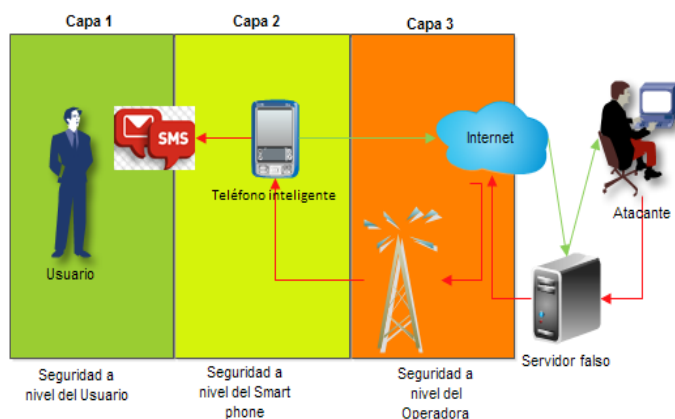 Capa 1
Capa 2
Capa 3
SMS
Internet
Teléfono inteligente
Atacante
Usuario
Servidor falso
Seguridad a
nivel del Usuario
Seguridad a
nivel del Smart
phone
Seguridad a
nivel del
Operadora